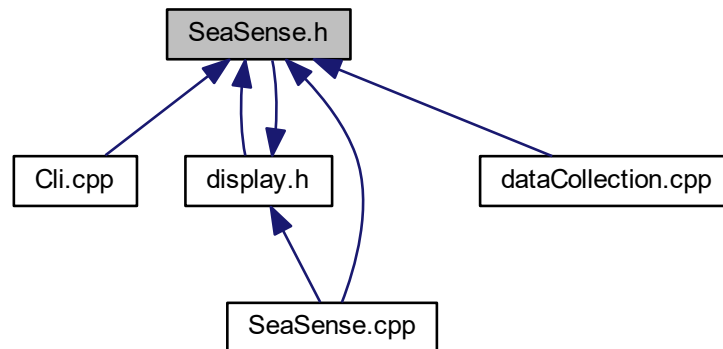 SeaSense.h
Cli.cpp
display.h
dataCollection.cpp
SeaSense.cpp